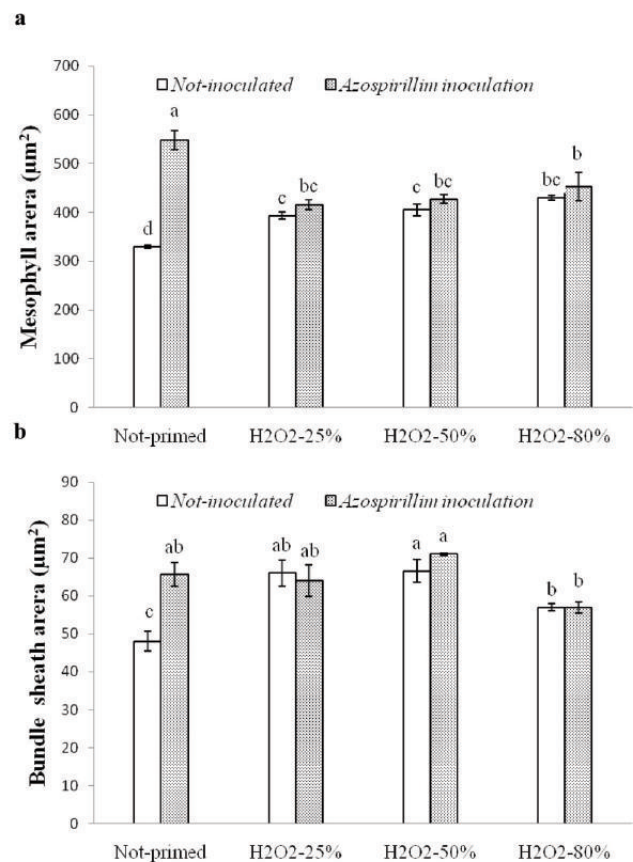 a
700
600
500
400
300
200
100
0
Mesophyll arera (µm²)
Not-inoculated Azospirillim inoculation
d a c bc c bc bc b
Not-primed H2O2-25% H2O2-50% H2O2-80%
b
90
80
70
60
50
40
30
20
10
0
Bundle sheath arera (µm²)
Not-inoculated Azospirillim inoculation
c ab ab ab a a b b
Not-primed H2O2-25% H2O2-50% H2O2-80%